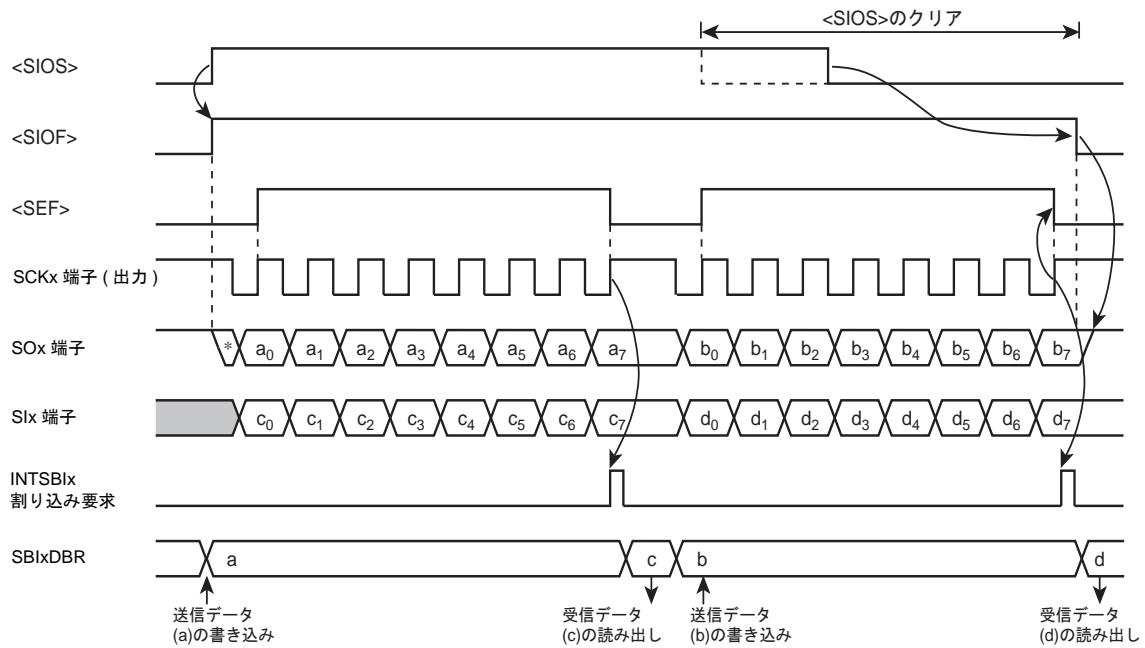 <SIOS>のクリア
<SIOS>
<SIOF>
<SEF>
SCKx 端子 ( 出力 )
SOx 端子
* a0 a1 a2 a3 a4 a5 a6 a7 b0 b1 b2 b3 b4 b5 b6 b7
SIx 端子
c0 c1 c2 c3 c4 c5 c6 c7 d0 d1 d2 d3 d4 d5 d6 d7
INTSBIx
割り込み要求
SBIxDBR
a c b d
送信データ
(a)の書き込み
受信データ
(c)の読み出し
送信データ
(b)の書き込み
受信データ
(d)の読み出し